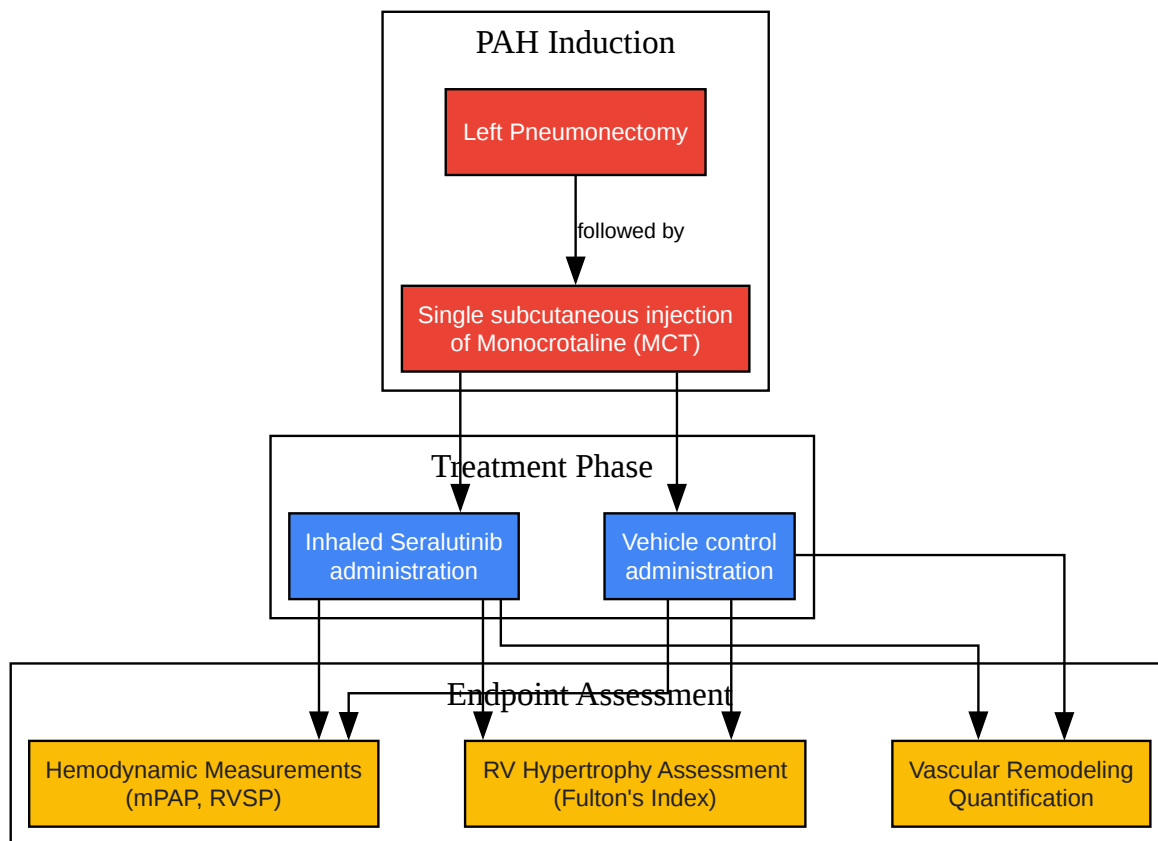 PAH Induction
Left Pneumonectomy
followed by
Single subcutaneous injection
of Monocrotaline (MCT)
Treatment Phase
Inhaled Seralutinib
administration
Vehicle control
administration
Endpoint Assessment
Hemodynamic Measurements
(mPAP, RVSP)
RV Hypertrophy Assessment
(Fulton's Index)
Vascular Remodeling
Quantification